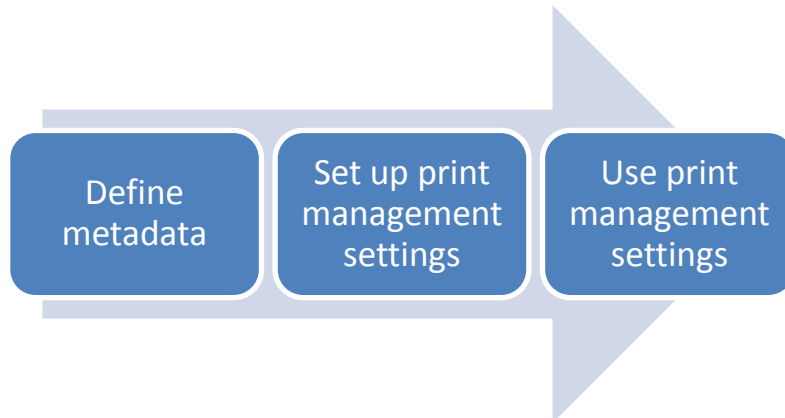 Define
metadata
Set up print
management
settings
Use print
management
settings